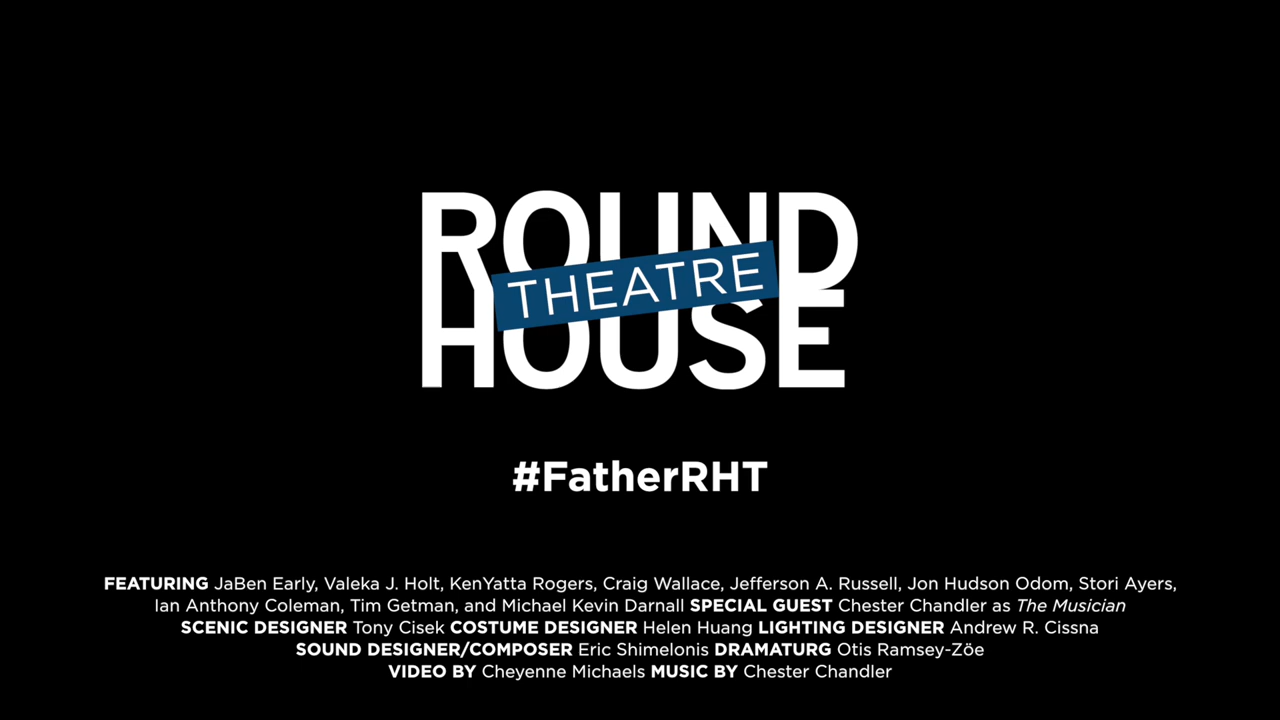 ROUND
THEATRE
HOUSE
#FatherRHT
FEATURING JaBen Early, Valeka J. Holt, KenYatta Rogers, Craig Wallace, Jefferson A. Russell, Jon Hudson Odom, Stori Ayers,
Ian Anthony Coleman, Tim Getman, and Michael Kevin Darnall SPECIAL GUEST Chester Chandler as The Musician
SCENIC DESIGNER Tony Cisek COSTUME DESIGNER Helen Huang LIGHTING DESIGNER Andrew R. Cissna
SOUND DESIGNER/COMPOSER Eric Shimelonis DRAMATURG Otis Ramsey-Zöe
VIDEO BY Cheyenne Michaels MUSIC BY Chester Chandler